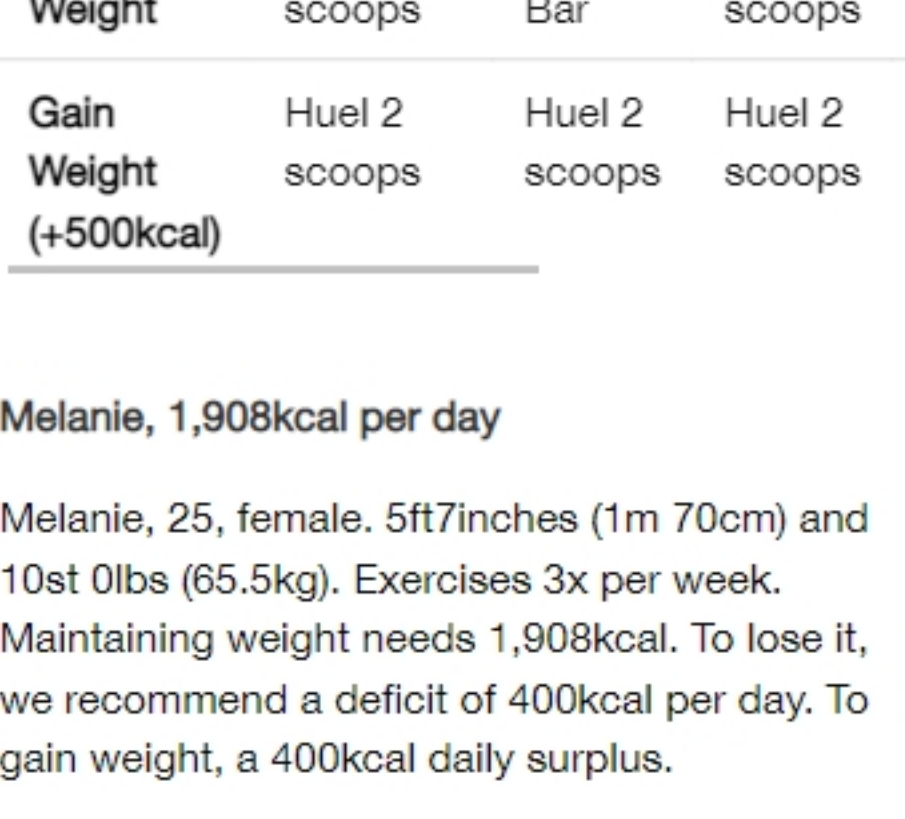 Weight scoops Bar scoops
Gain Huel 2 Huel 2 Huel 2
Weight scoops scoops scoops
(+500kcal)
Melanie, 1,908kcal per day
Melanie, 25, female. 5ft7inches (1m 70cm) and
10st 0lbs (65.5kg). Exercises 3x per week.
Maintaining weight needs 1,908kcal. To lose it,
we recommend a deficit of 400kcal per day. To
gain weight, a 400kcal daily surplus.